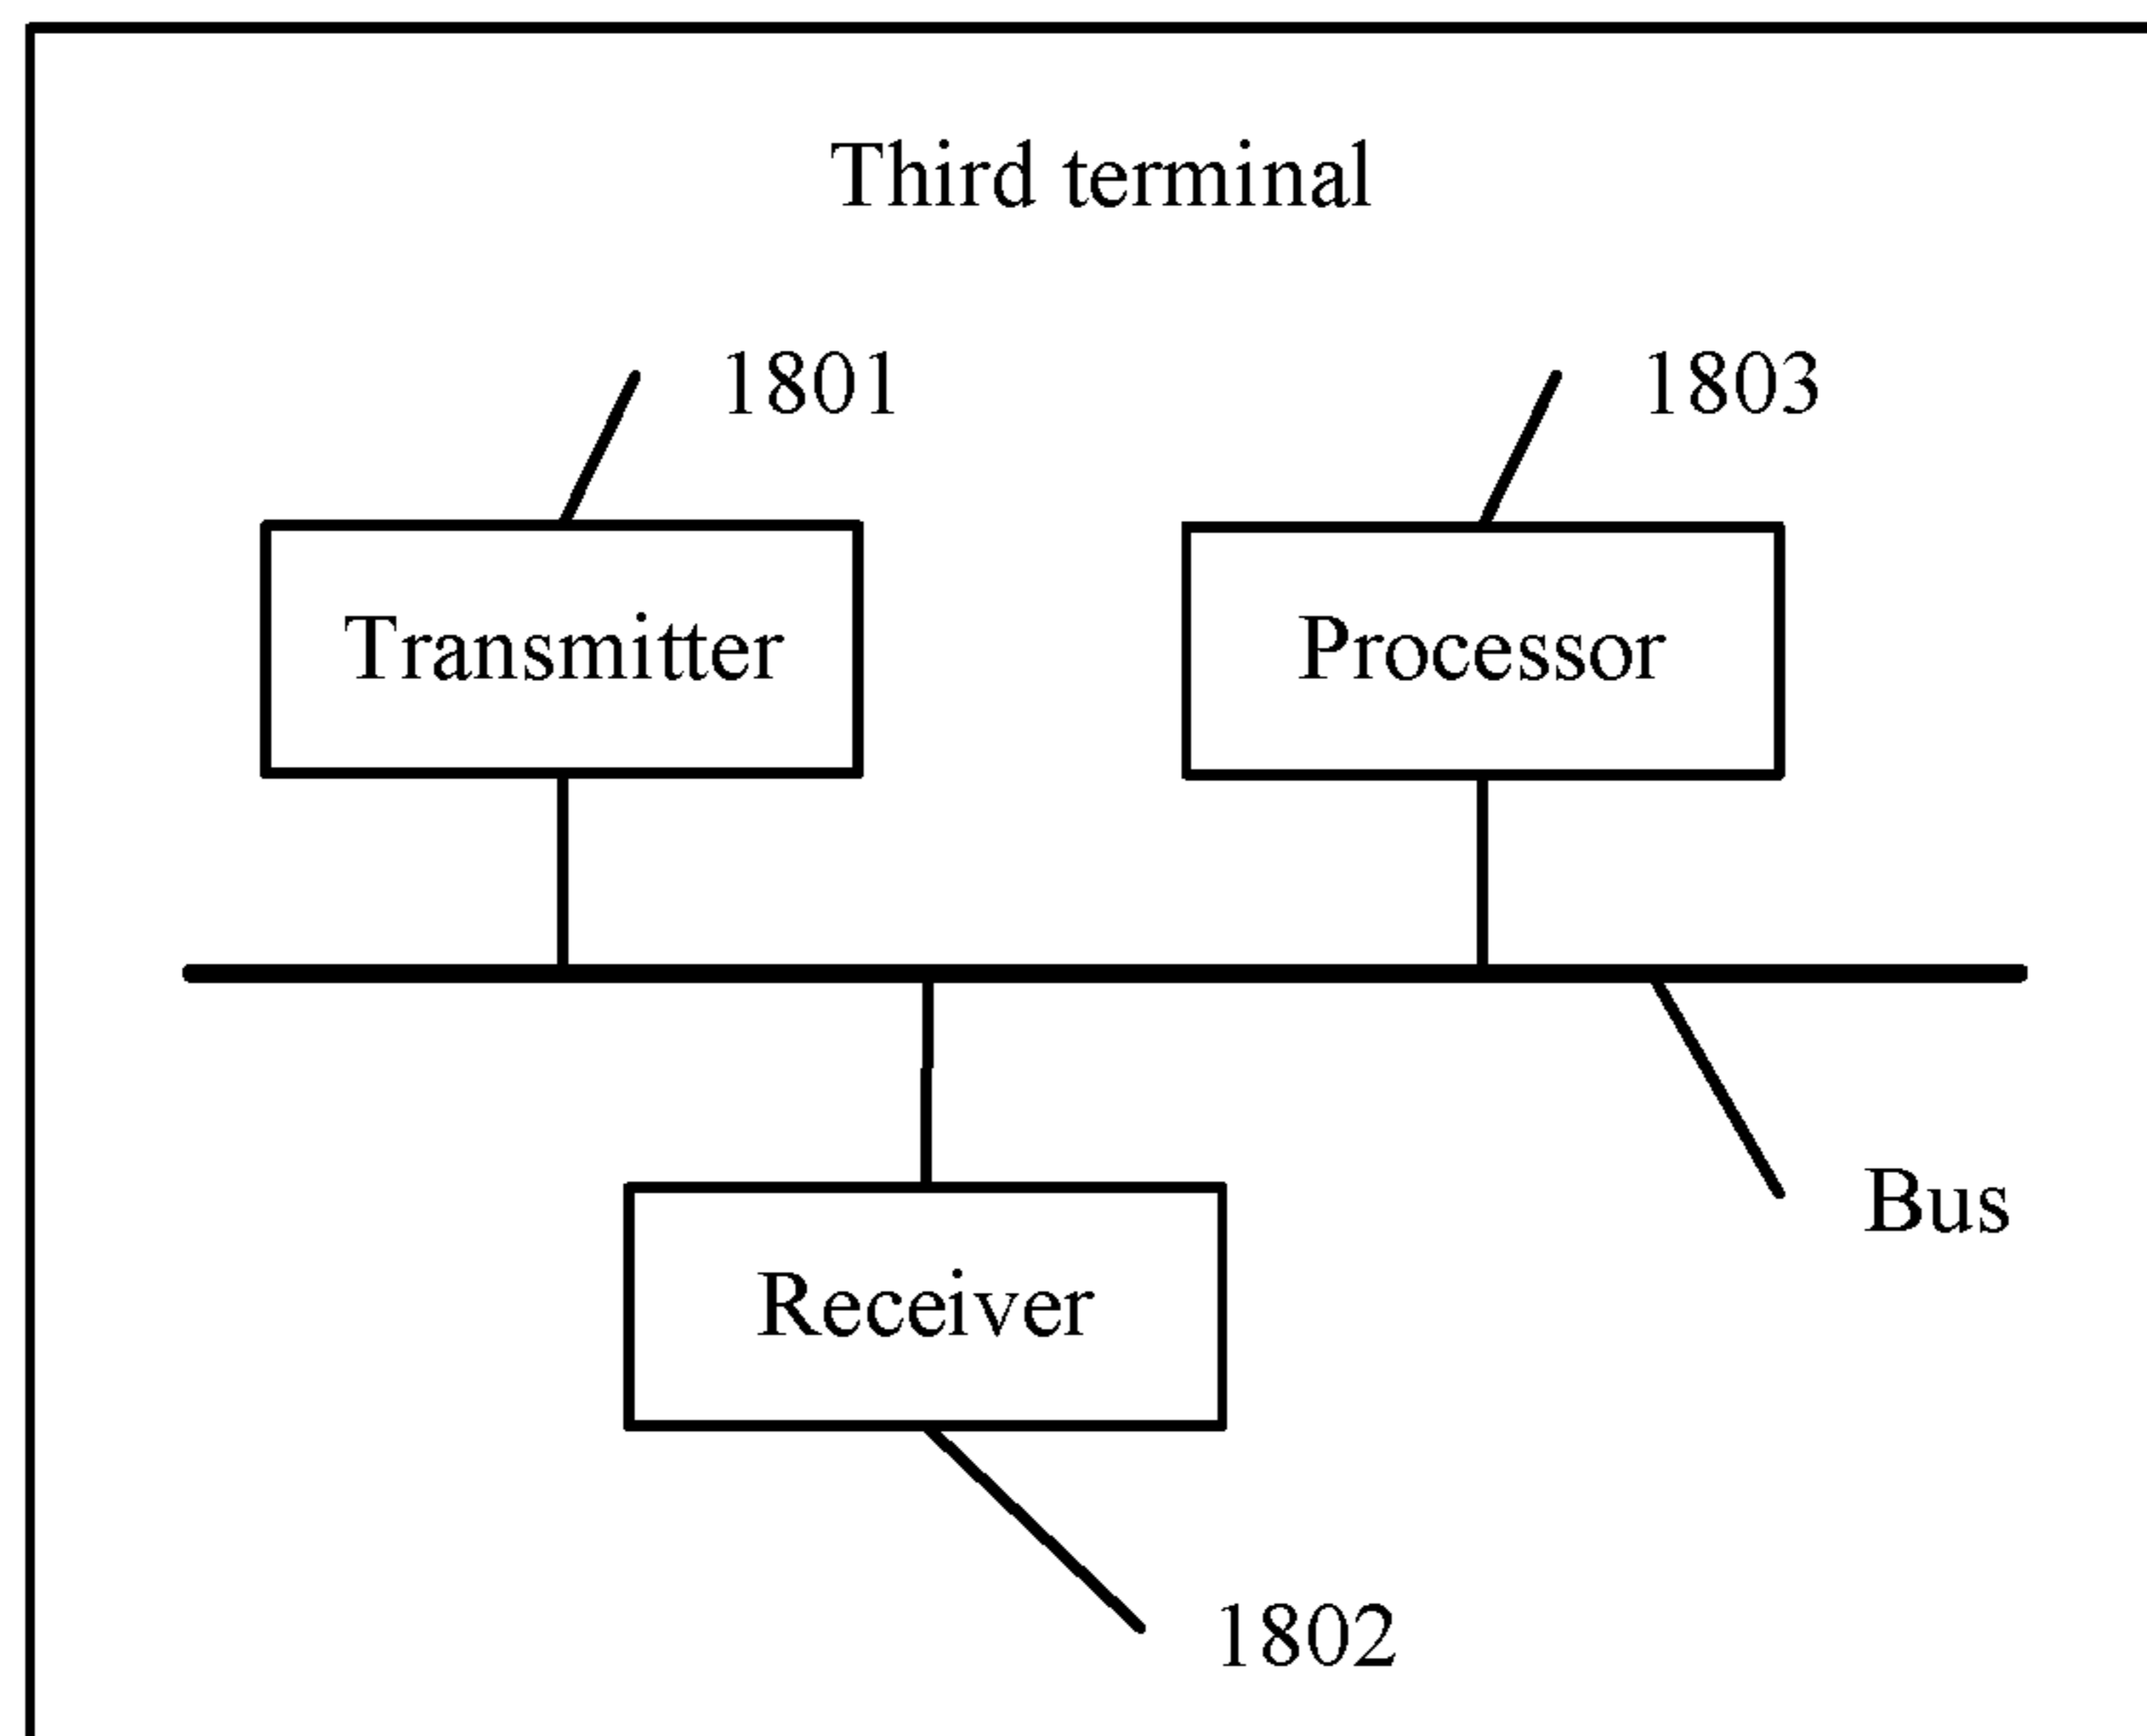 Third terminal
1801
1803
Transmitter
Processor
Bus
Receiver
1802